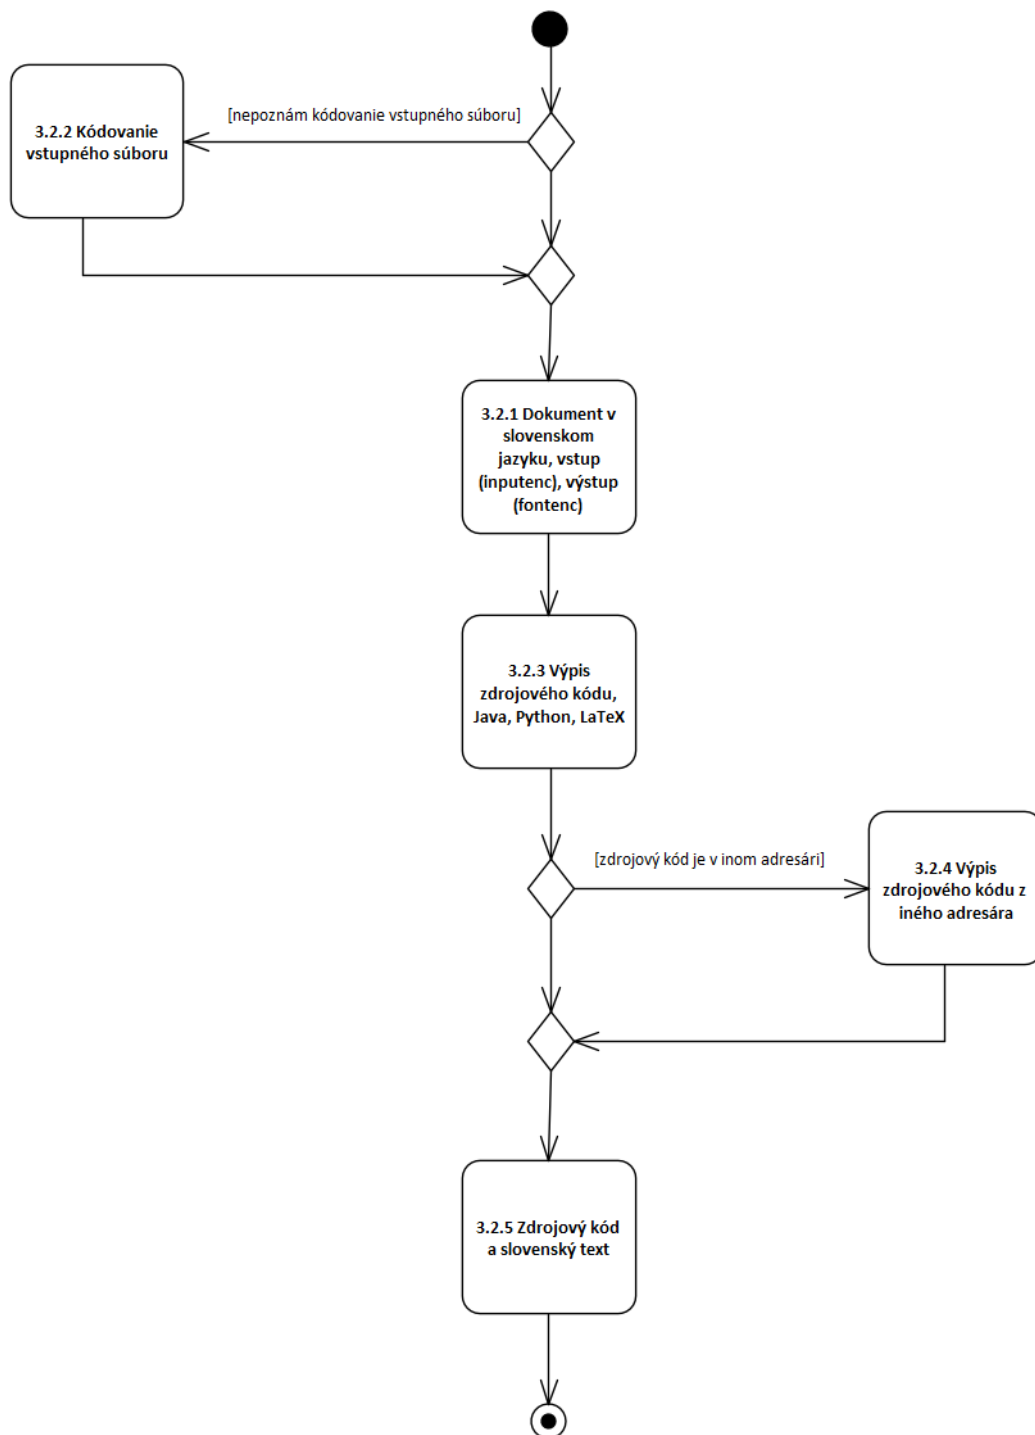 [nepoznám kódovanie vstupného súboru]
3.2.2 Kódovanie
vstupného súboru
3.2.1 Dokument v
slovenskom
jazyku, vstup
(inputenc), výstup
(fontenc)
3.2.3 Výpis
zdrojového kódu,
Java, Python, LaTeX
[zdrojový kód je v inom adresári]
3.2.4 Výpis
zdrojového kódu z
iného adresára
3.2.5 Zdrojový kód
a slovenský text